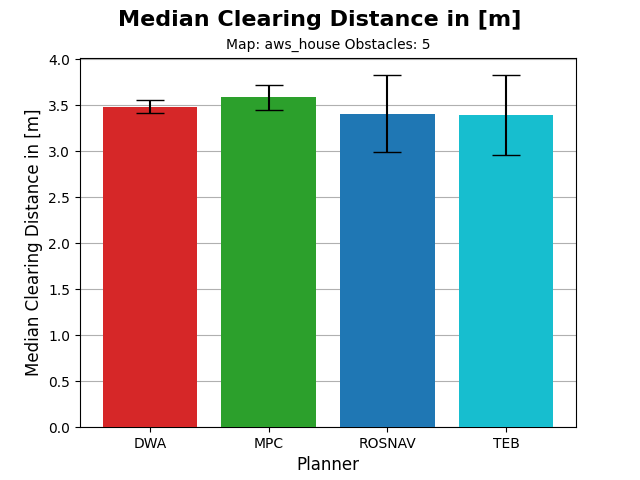 Median Clearing Distance in [m]
Map: aws_house Obstacles: 5
Median Clearing Distance in [m]
4.0
3.5
3.0
2.5
2.0
1.5
1.0
0.5
0.0
DWA
MPC
ROSNAV
TEB
Planner